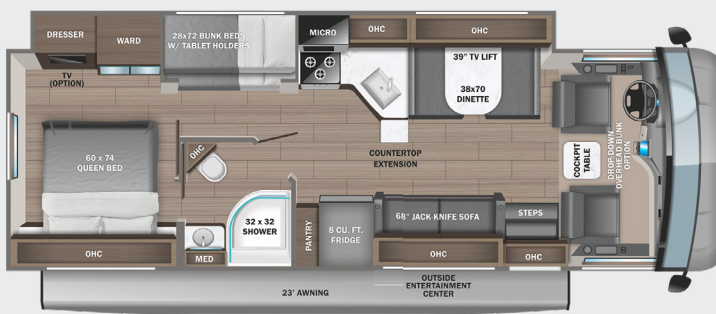 DRESSER
WARD
TV
(OPTION)
28x72 BUNK BEDS
W/ TABLET HOLDERS
MICRO
OHC
OHC
39" TV LIFT
38x70
DINETTE
COUNTERTOP
EXTENSION
COCKPIT
TABLE
DROP-DOWN
OVERHEAD BUNK
OPTION
60 x 74
QUEEN BED
OHC
32 x 32
SHOWER
PANTRY
8 CU. FT.
FRIDGE
68" JACK-KNIFE SOFA
STEPS
OHC
MED
OHC
OHC
OUTSIDE
ENTERTAINMENT
CENTER
23' AWNING